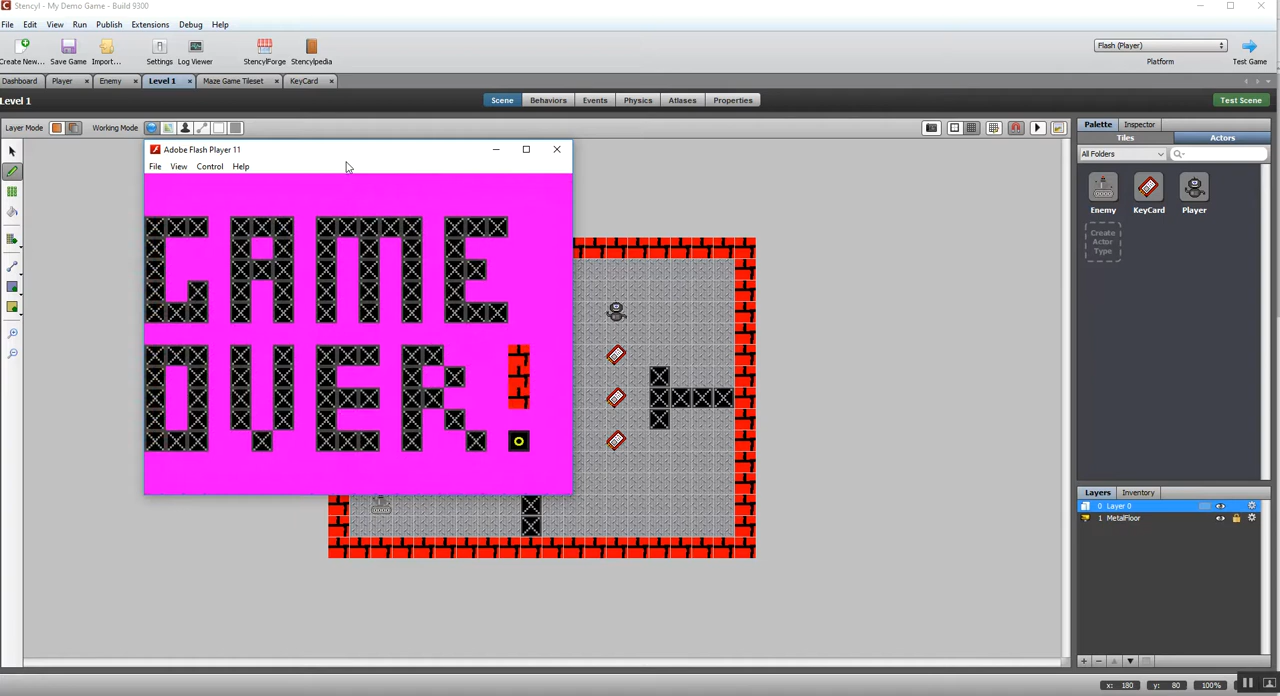 Stencyl - My Demo Game - Build 9300
File Edit View Run Publish Extensions Debug Help
Create New... Save Game Import... Settings Log Viewer StencylForge Stencylpedia
Flash (Player)
Platform Test Game
Dashboard Player Enemy Level 1 Maze Game Tileset KeyCard
Level 1 Scene Behaviors Events Physics Atlases Properties Test Scene
Layer Mode Working Mode
Palette Inspector
Tiles Actors
All Folders
Enemy KeyCard Player
Create
Actor
Type
Adobe Flash Player 11
File View Control Help
GAME
OVER!
Layers Inventory
0 Layer 0
1 MetalFloor
x: 180 y: 80 100%